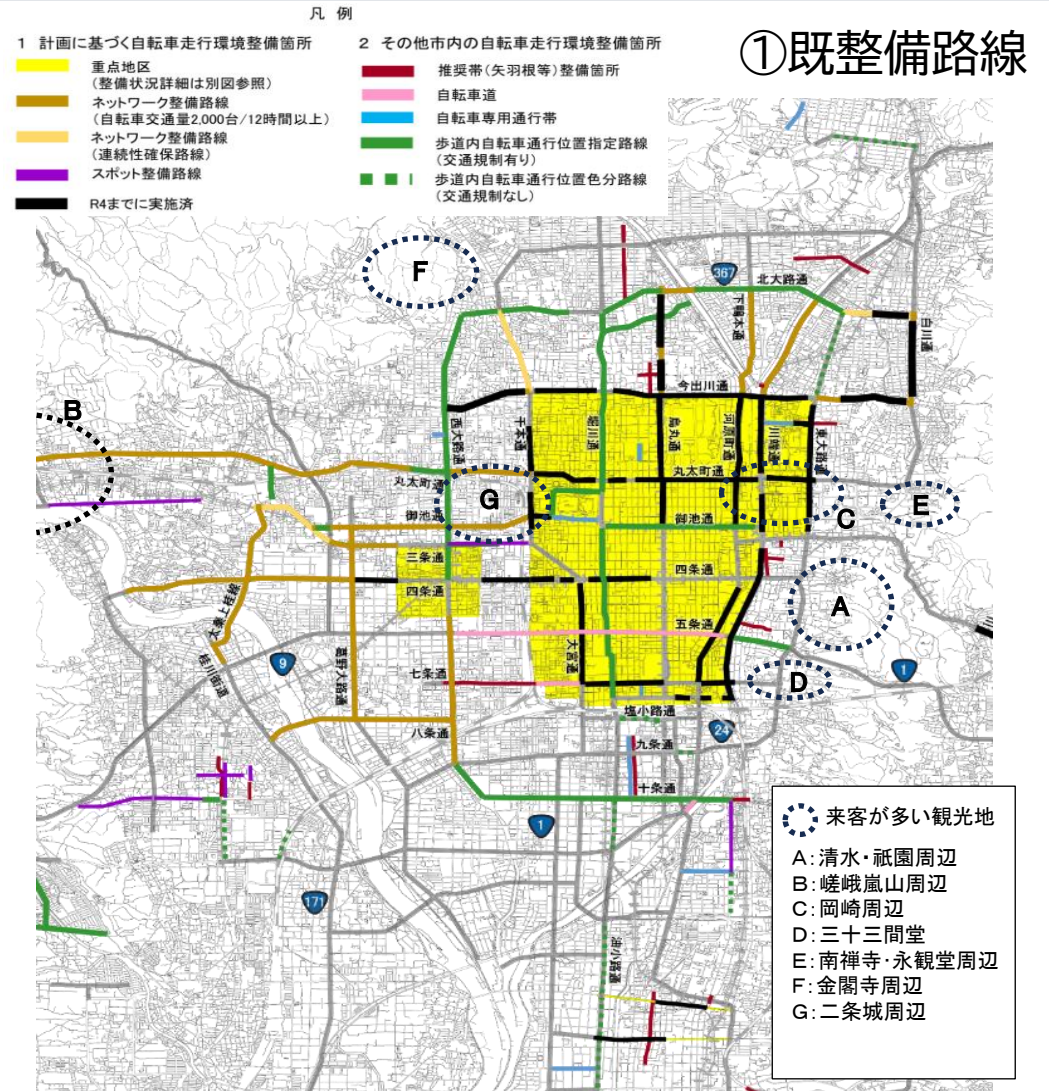 凡 例
①既整備路線
1 計画に基づく自転車走行環境整備箇所
重点地区
(整備状況詳細は別図参照)
ネットワーク整備路線
(自転車交通量2,000台/12時間以上)
ネットワーク整備路線
(連続性確保路線)
スポット整備路線
R4までに実施済
2 その他市内の自転車走行環境整備箇所
推奨帯(矢羽根等)整備箇所
自転車道
自転車専用通行帯
歩道内自転車通行位置指定路線
(交通規制有り)
歩道内自転車通行位置色分路線
(交通規制なし)
F
367
北大路通
下鴨本通
白川通
今出川通
B
西大路通
千本通
堀川通
烏丸通
河原町通
川端通
東大路通
丸太町通
丸太町通
G
E
御池通
御池通
C
三条通
四条通
四条通
A
太秦上桂線
五条通
大宮通
9
桂川街道
葛野大路通
七条通
1
D
塩小路通
24
八条通
九条通
十条通
1
171
油小路通
来客が多い観光地
A:清水・祇園周辺
B:嵯峨嵐山周辺
C:岡崎周辺
D:三十三間堂
E:南禅寺・永観堂周辺
F:金閣寺周辺
G:二条城周辺